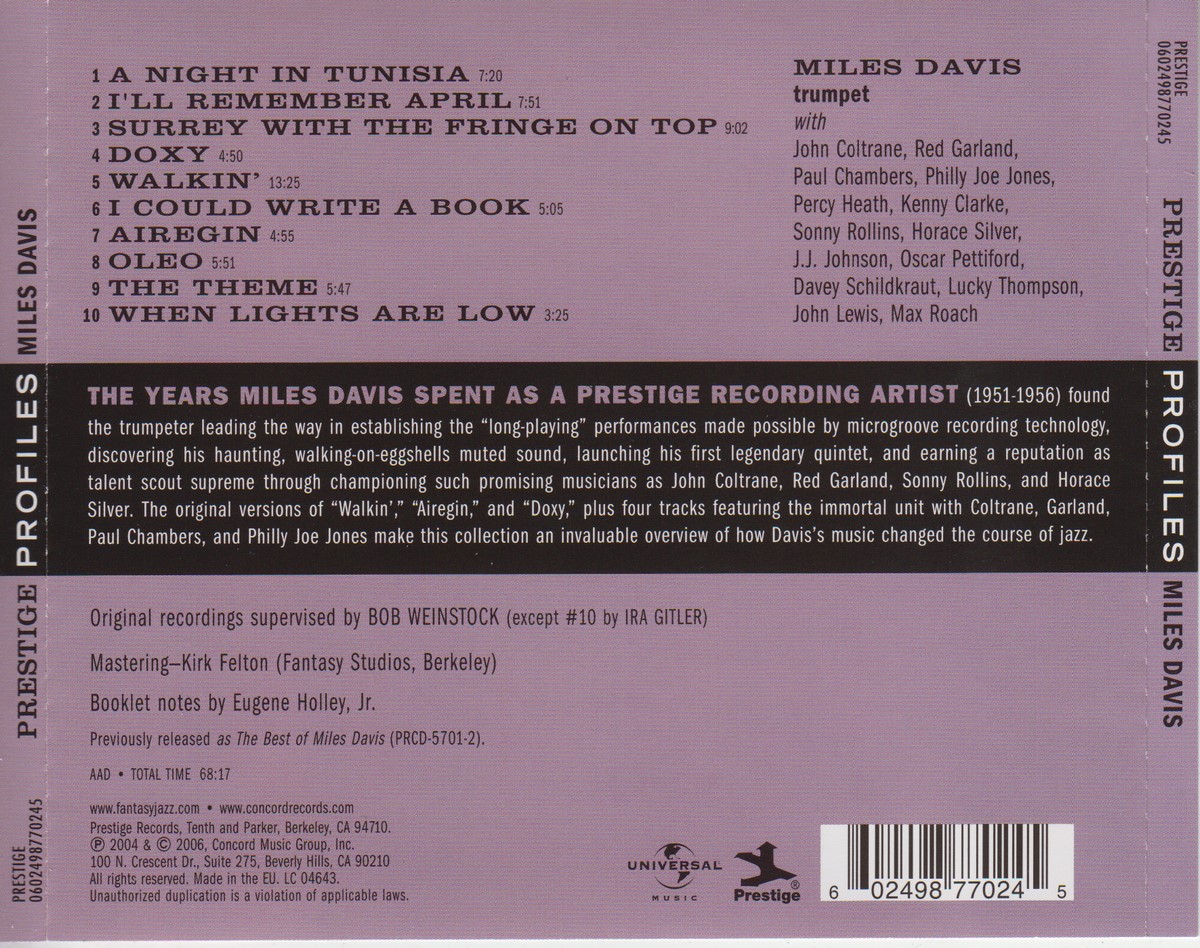 1 A NIGHT IN TUNISIA 7:20
2 I'LL REMEMBER APRIL 7:51
3 SURREY WITH THE FRINGE ON TOP 9:02
4 DOXY 4:50
5 WALKIN' 13:25
6 I COULD WRITE A BOOK 5:05
7 AIREGIN 4:55
8 OLEO 5:51
9 THE THEME 5:47
10 WHEN LIGHTS ARE LOW 3:25
MILES DAVIS
trumpet
with
John Coltrane, Red Garland,
Paul Chambers, Philly Joe Jones,
Percy Heath, Kenny Clarke,
Sonny Rollins, Horace Silver,
J.J. Johnson, Oscar Pettiford,
Davey Schildkraut, Lucky Thompson,
John Lewis, Max Roach
THE YEARS MILES DAVIS SPENT AS A PRESTIGE RECORDING ARTIST (1951-1956) found
the trumpeter leading the way in establishing the “long-playing” performances made possible by microgroove recording technology,
discovering his haunting, walking-on-eggshells muted sound, launching his first legendary quintet, and earning a reputation as
talent scout supreme through championing such promising musicians as John Coltrane, Red Garland, Sonny Rollins, and Horace
Silver. The original versions of “Walkin’,” “Airegin,” and “Doxy,” plus four tracks featuring the immortal unit with Coltrane, Garland,
Paul Chambers, and Philly Joe Jones make this collection an invaluable overview of how Davis’s music changed the course of jazz.
Original recordings supervised by BOB WEINSTOCK (except #10 by IRA GITLER)
Mastering–Kirk Felton (Fantasy Studios, Berkeley)
Booklet notes by Eugene Holley, Jr.
Previously released as The Best of Miles Davis (PRCD-5701-2).
AAD • TOTAL TIME 68:17
www.fantasyjazz.com • www.concordrecords.com
Prestige Records, Tenth and Parker, Berkeley, CA 94710.
℗ 2004 & © 2006, Concord Music Group, Inc.
100 N. Crescent Dr., Suite 275, Beverly Hills, CA 90210
All rights reserved. Made in the EU. LC 04643.
Unauthorized duplication is a violation of applicable laws.
UNIVERSAL
MUSIC
Prestige®
6 02498 77024 5
PRESTIGE
0602498770245
PRESTIGE PROFILES MILES DAVIS
PRESTIGE
0602498770245
PRESTIGE PROFILES MILES DAVIS